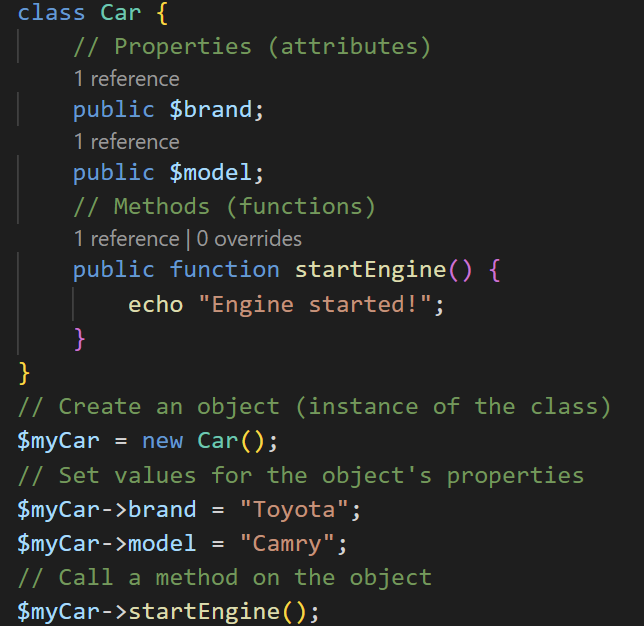 class Car {
// Properties (attributes)
1 reference
public $brand;
1 reference
public $model;
// Methods (functions)
1 reference | 0 overrides
public function startEngine() {
echo "Engine started!";
}
}
// Create an object (instance of the class)
$myCar = new Car();
// Set values for the object's properties
$myCar->brand = "Toyota";
$myCar->model = "Camry";
// Call a method on the object
$myCar->startEngine();